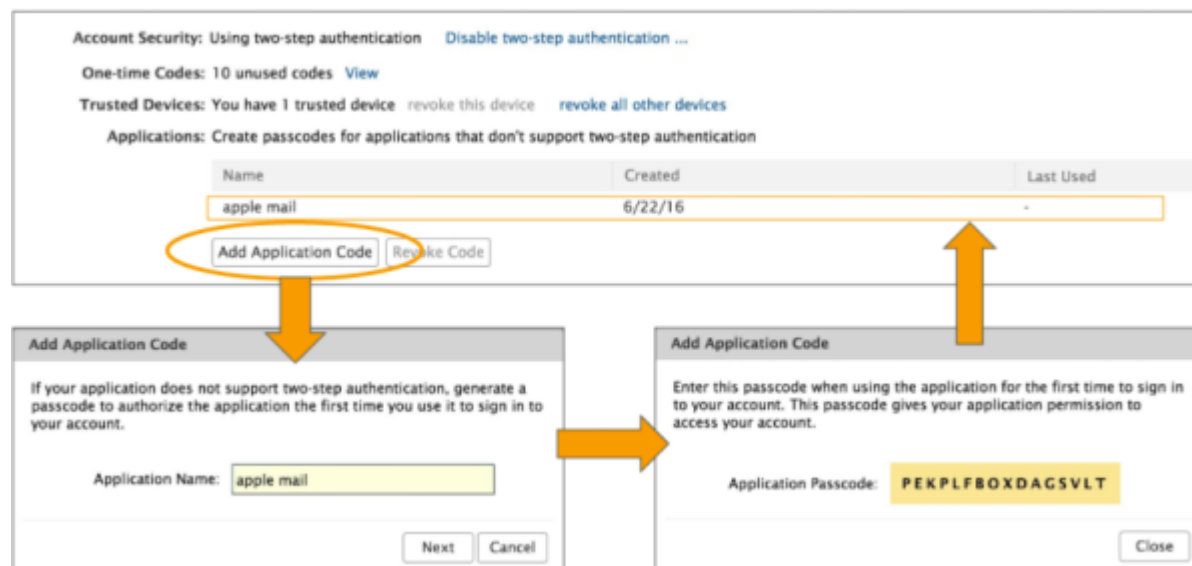 Account Security: Using two-step authentication Disable two-step authentication ...
One-time Codes: 10 unused codes View
Trusted Devices: You have 1 trusted device revoke this device revoke all other devices
Applications: Create passcodes for applications that don't support two-step authentication
Name Created Last Used
apple mail 6/22/16 -
Add Application Code Revoke Code
Add Application Code
If your application does not support two-step authentication, generate a
passcode to authorize the application the first time you use it to sign in to
your account.
Application Name: apple mail
Next Cancel
Add Application Code
Enter this passcode when using the application for the first time to sign in
to your account. This passcode gives your application permission to
access your account.
Application Passcode: PEKPLFBOXDAGSVLT
Close